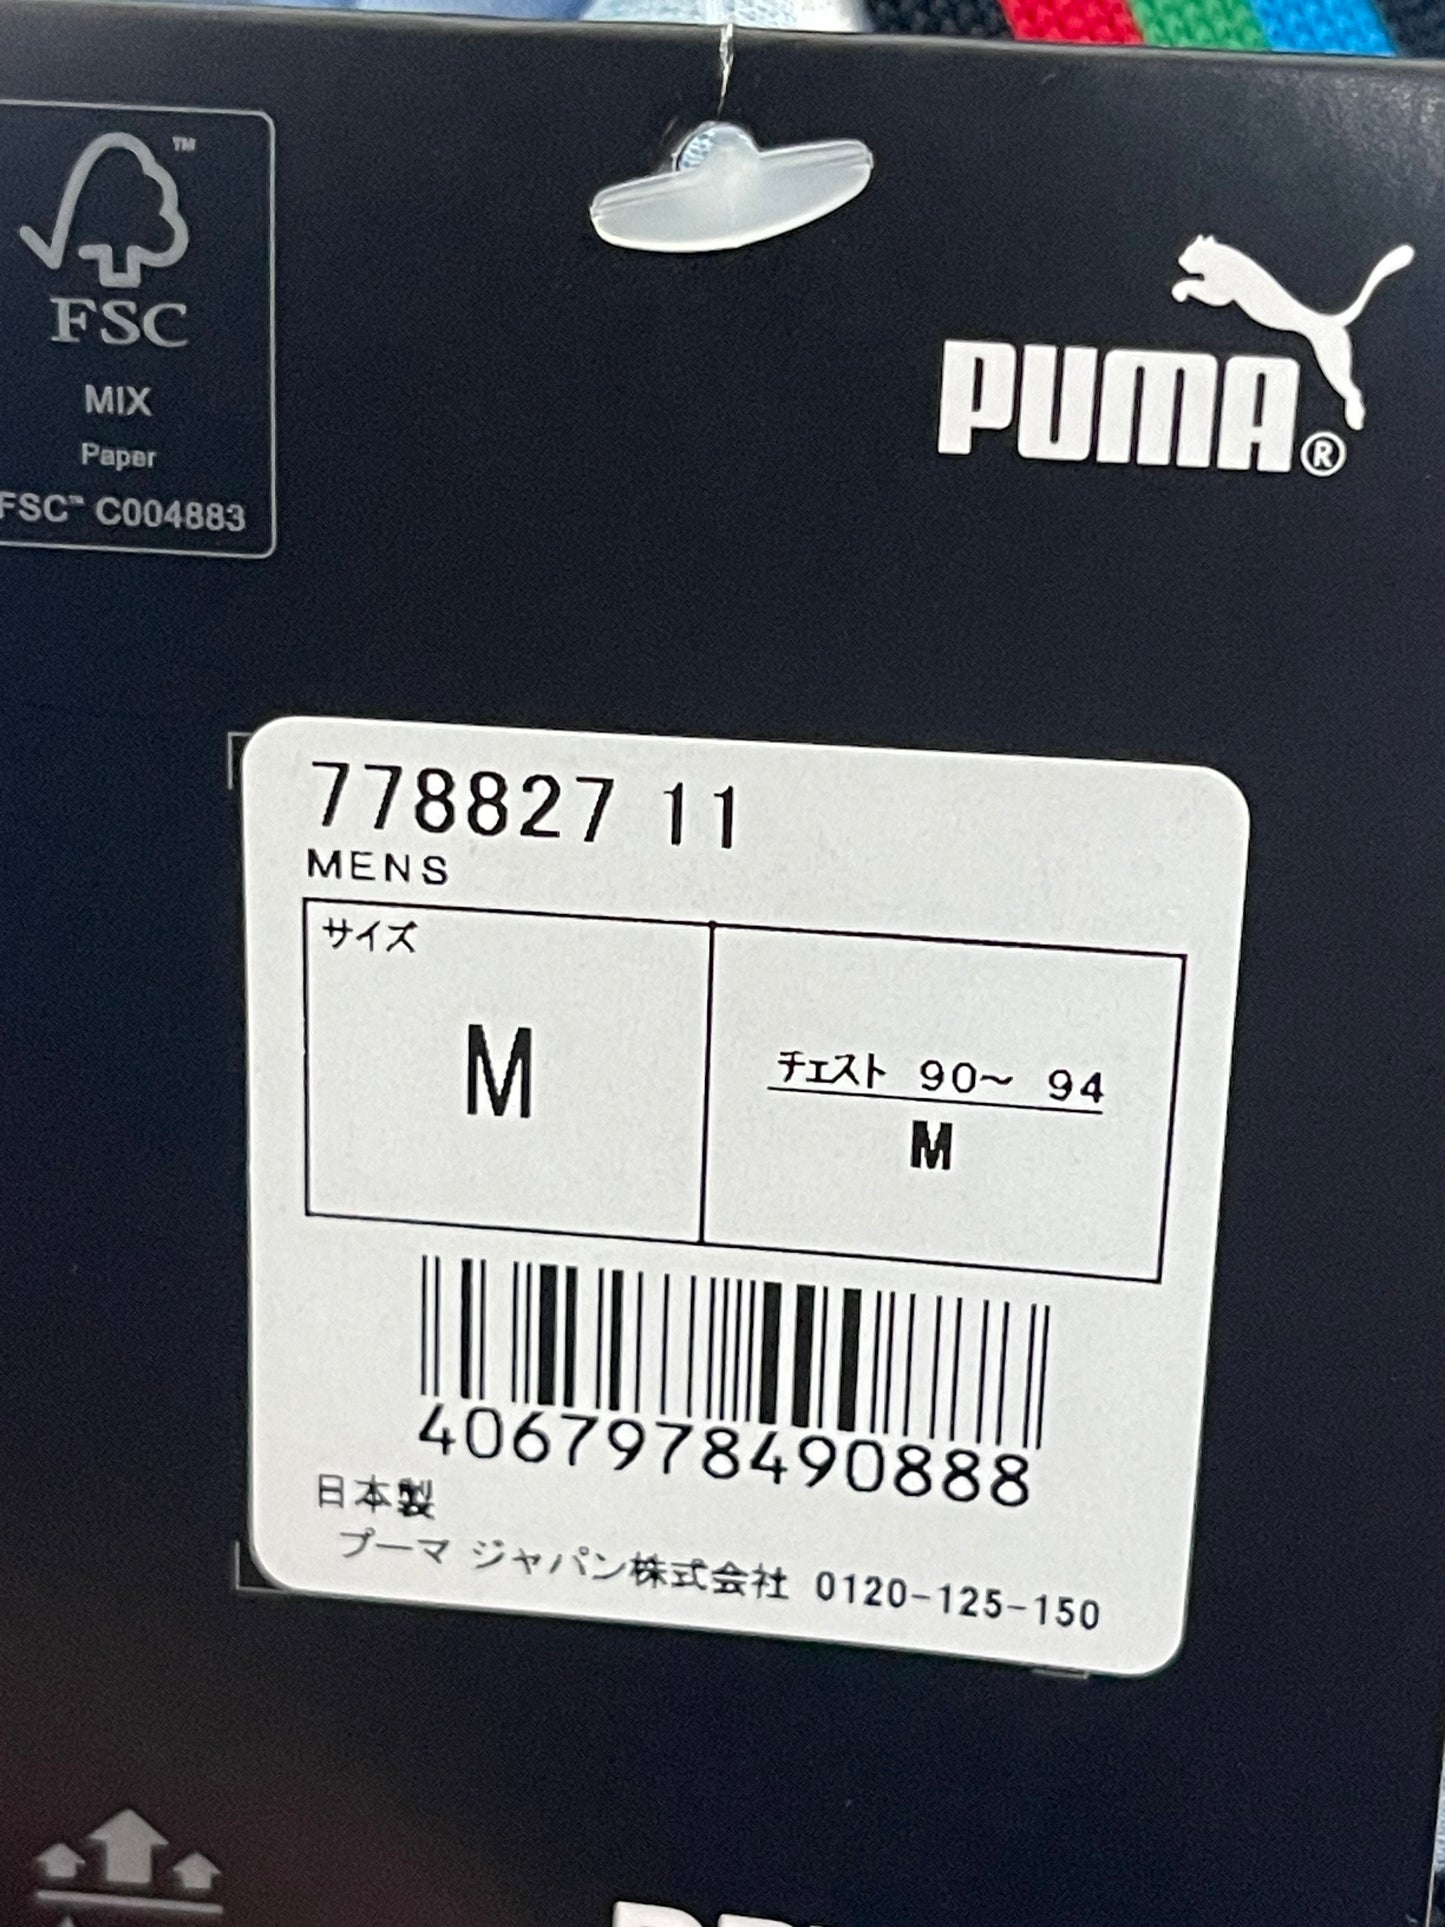 TM
FSC
MIX
Paper
FSC™ C004883
PUMA®
778827 11
MENS
サイズ
M
チェスト 90～ 94
M
4067978490888
日本製
プーマ ジャパン株式会社 0120-125-150